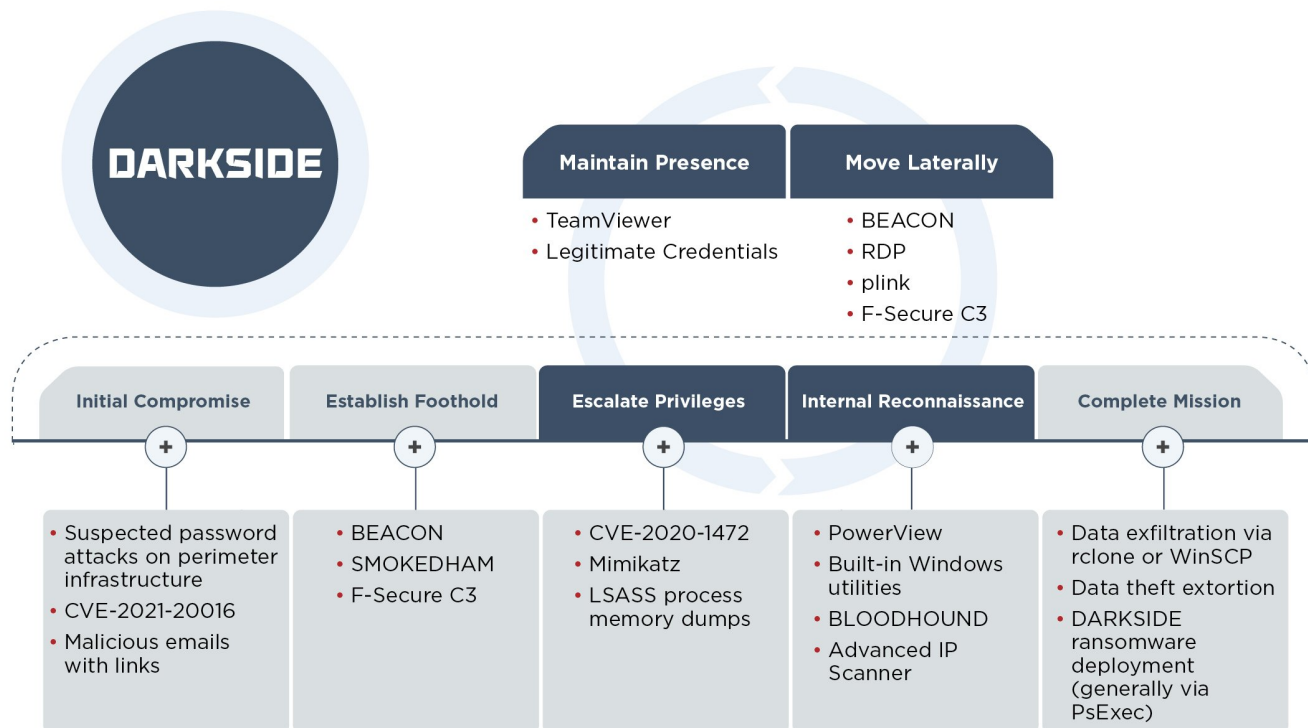 DARKSIDE
Maintain Presence
• TeamViewer
• Legitimate Credentials
Move Laterally
• BEACON
• RDP
• plink
• F-Secure C3
Initial Compromise
+
• Suspected password
attacks on perimeter
infrastructure
• CVE-2021-20016
• Malicious emails
with links
Establish Foothold
+
• BEACON
• SMOKEDHAM
• F-Secure C3
Escalate Privileges
+
• CVE-2020-1472
• Mimikatz
• LSASS process
memory dumps
Internal Reconnaissance
+
• PowerView
• Built-in Windows
utilities
• BLOODHOUND
• Advanced IP
Scanner
Complete Mission
+
• Data exfiltration via
rclone or WinSCP
• Data theft extortion
• DARKSIDE
ransomware
deployment
(generally via
PsExec)